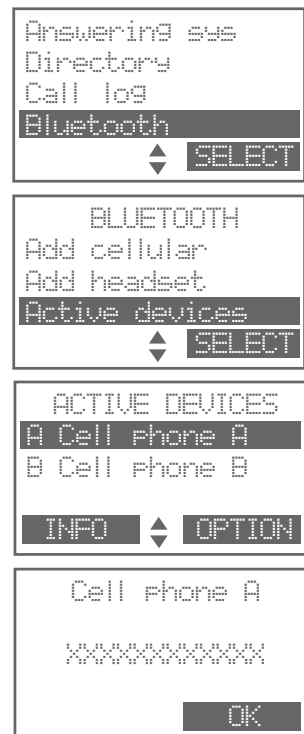 Answering sys
Directory
Call log
Bluetooth
SELECT
BLUETOOTH
Add cellular
Add headset
Active devices
SELECT
ACTIVE DEVICES
A Cell phone A
B Cell phone B
INFO OPTION
Cell phone A
XXXXXXXXXXXX
OK